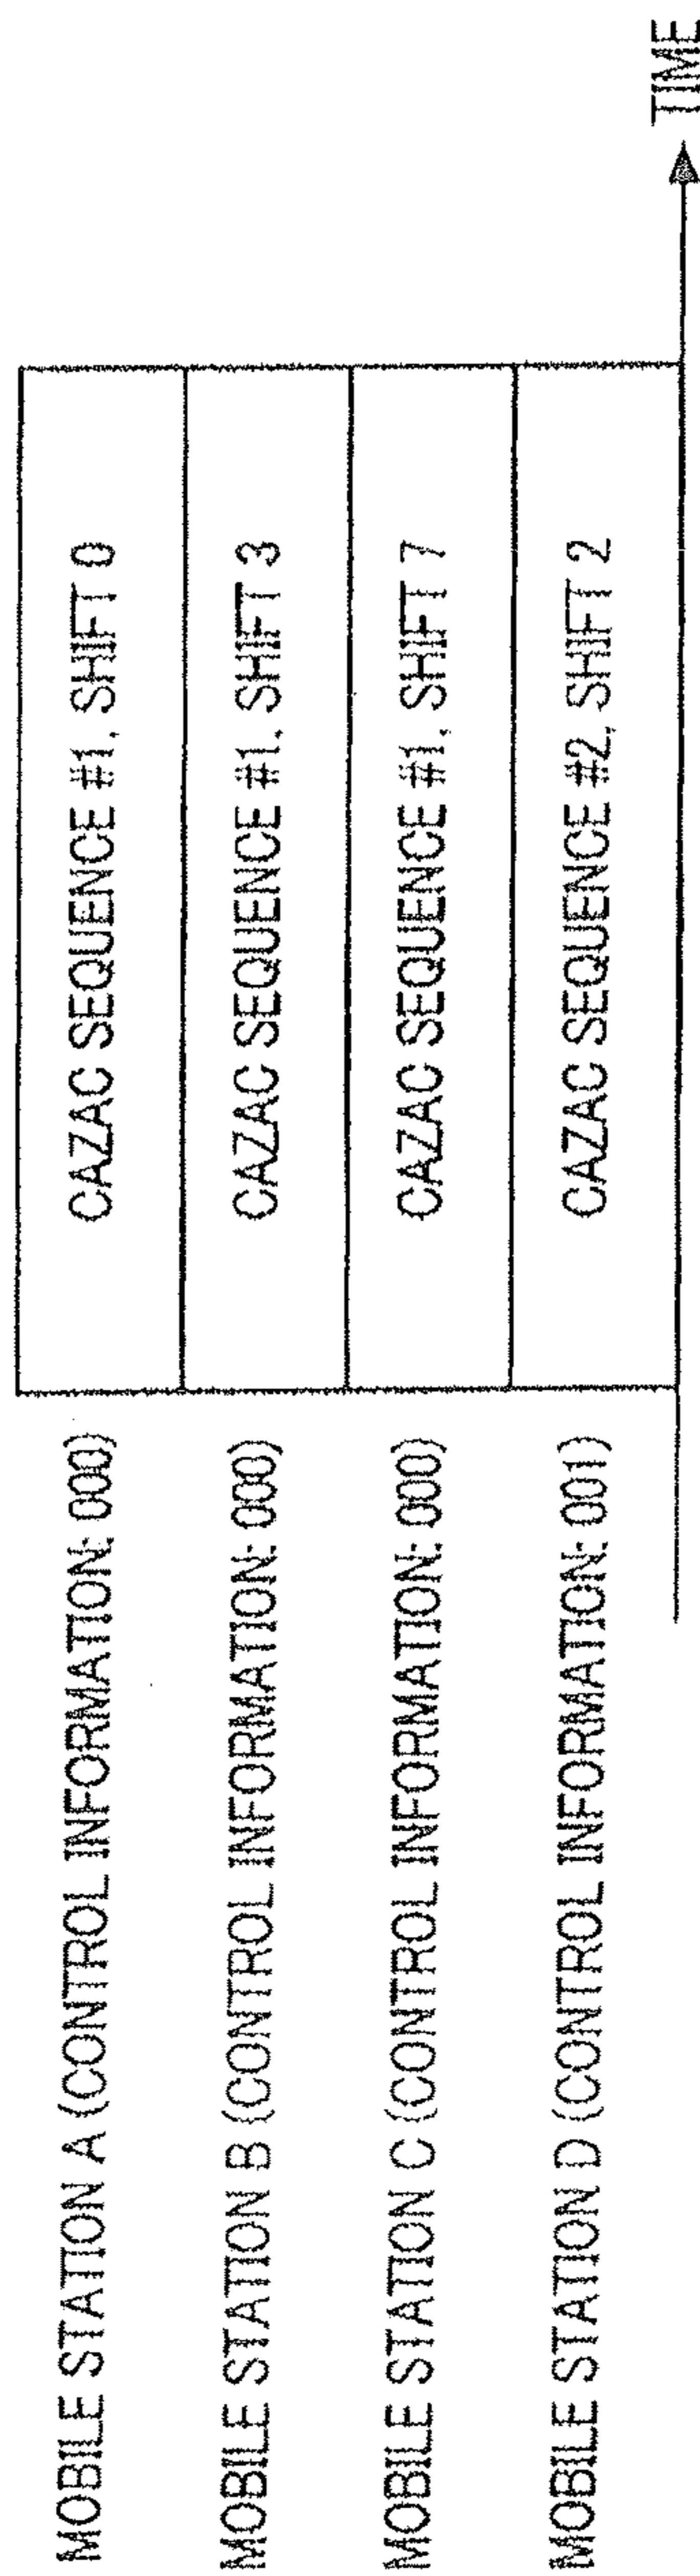 MOBILE STATION A (CONTROL INFORMATION: 000) CAZAC SEQUENCE #1, SHIFT 0
MOBILE STATION B (CONTROL INFORMATION: 000) CAZAC SEQUENCE #1, SHIFT 3
MOBILE STATION C (CONTROL INFORMATION: 000) CAZAC SEQUENCE #1, SHIFT 7
MOBILE STATION D (CONTROL INFORMATION: 001) CAZAC SEQUENCE #2, SHIFT 2
TIME